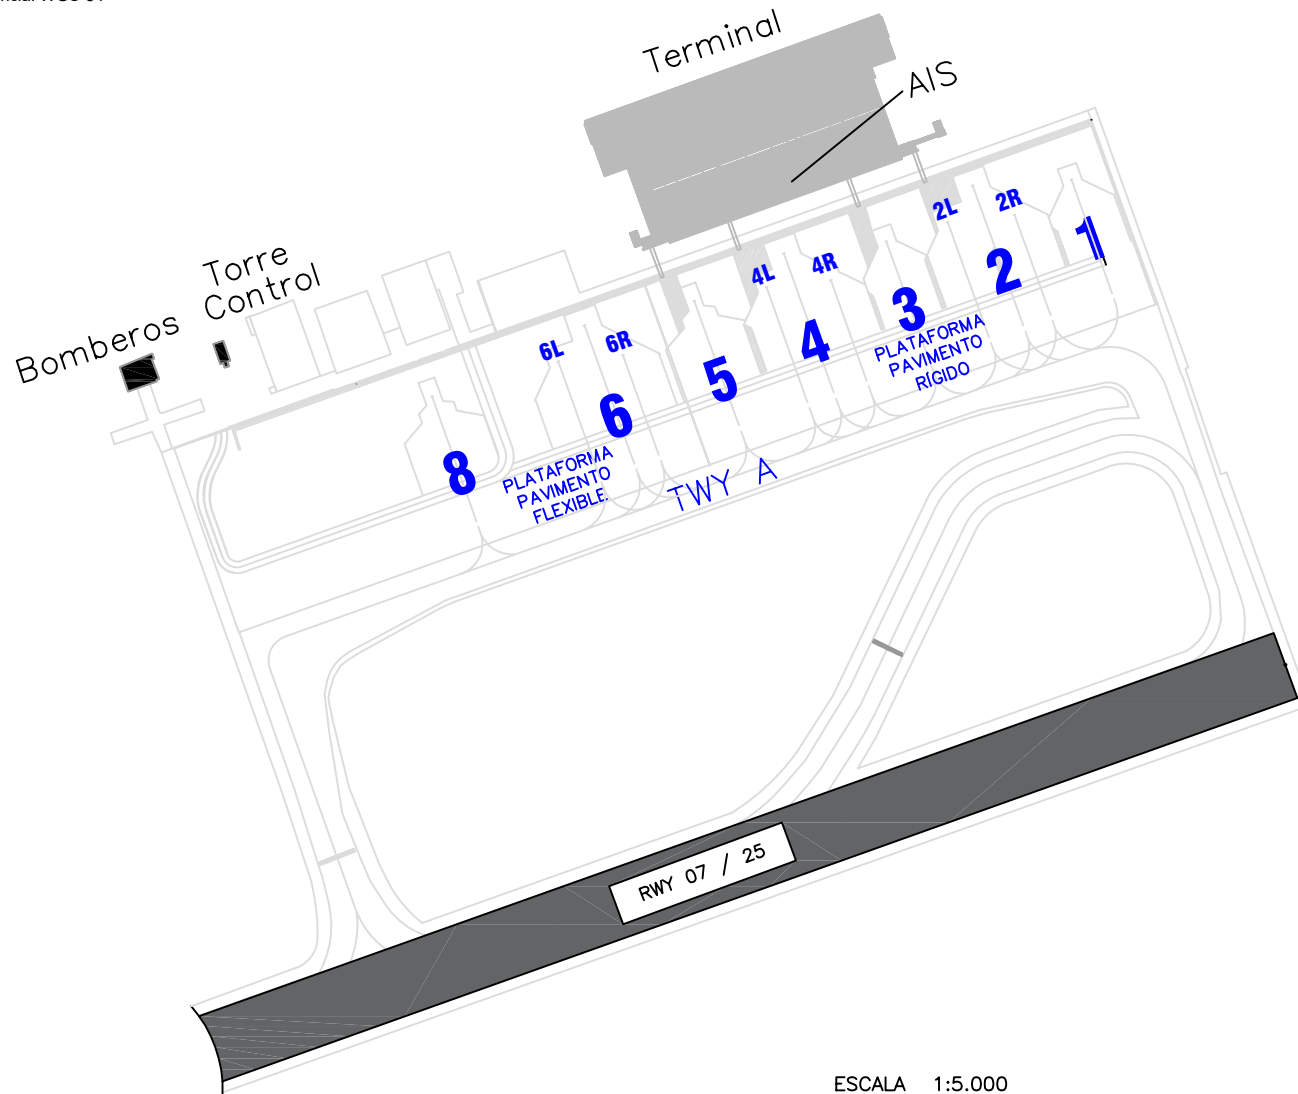 Terminal
AIS
Torre
Control
Bomberos
2L
2R
1
4L
4R
2
3
6L
6R
4
5
PLATAFORMA
PAVIMENTO
RÍGIDO
6
8
PLATAFORMA
PAVIMENTO
FLEXIBLE.
TWY A
RWY 07 / 25
ESCALA 1:5.000